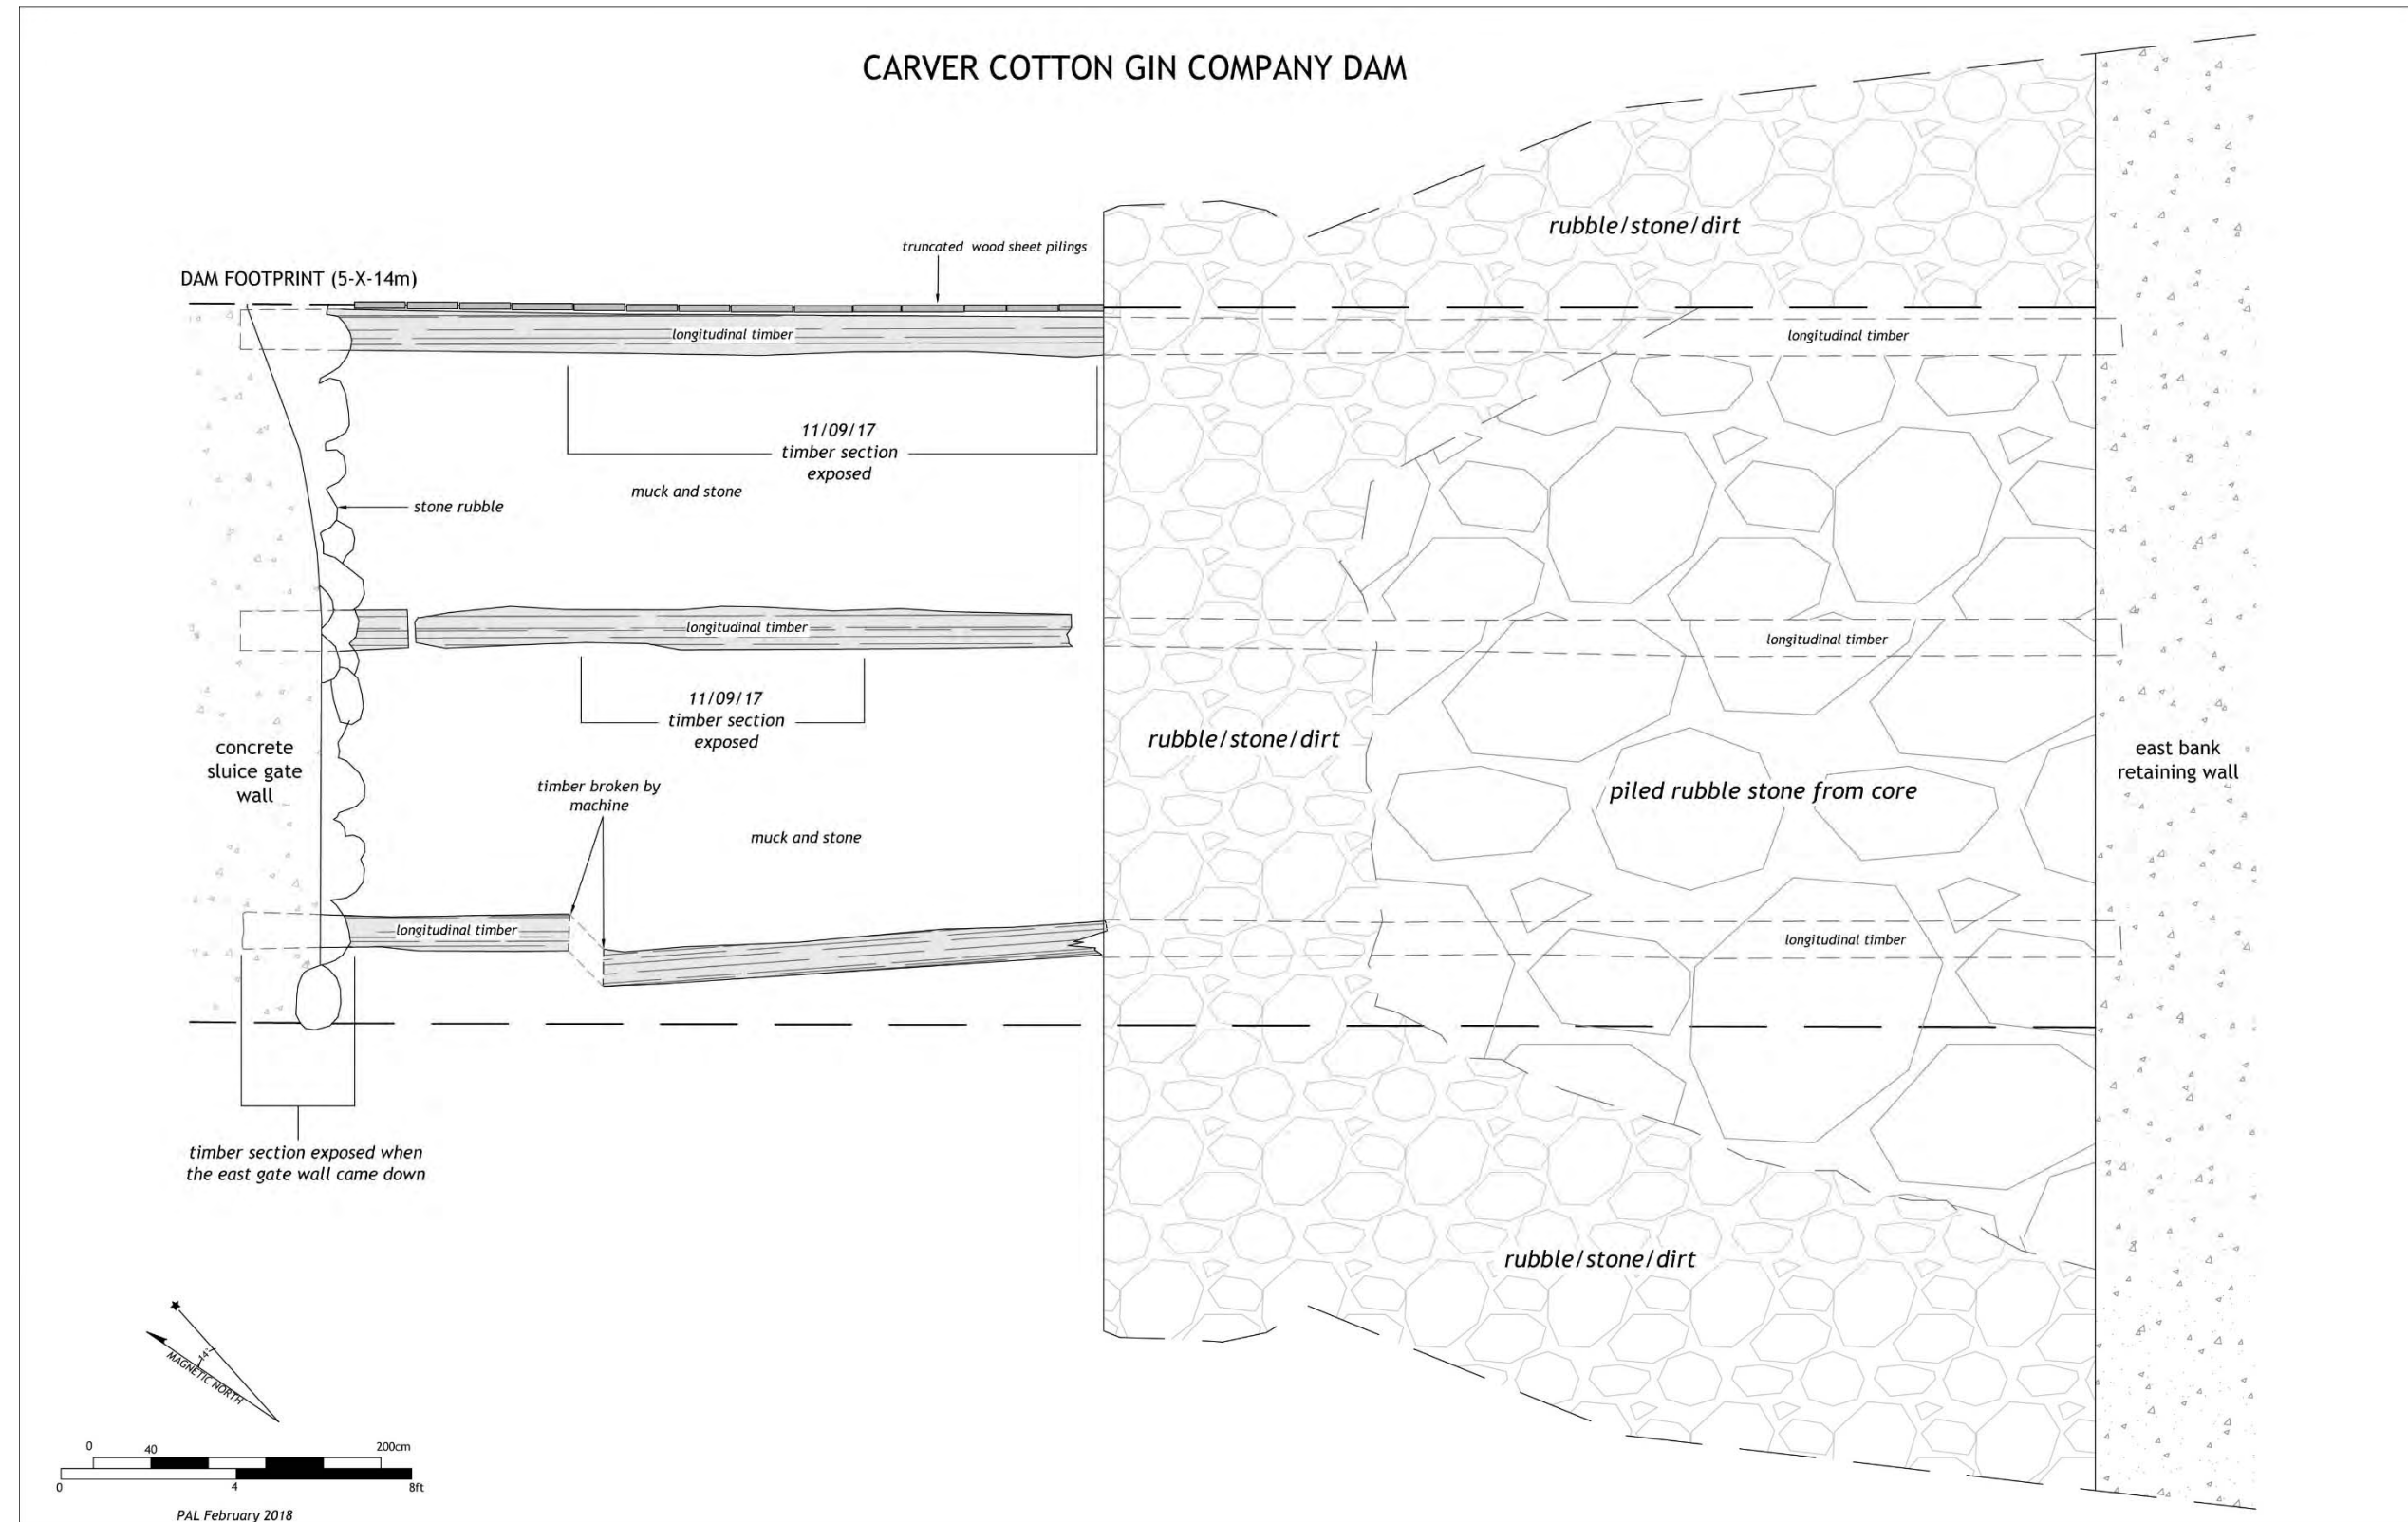 CARVER COTTON GIN COMPANY DAM
rubble/stone/dirt
truncated wood sheet pilings
DAM FOOTPRINT (5-X-14m)
longitudinal timber
longitudinal timber
11/09/17
timber section
exposed
muck and stone
stone rubble
longitudinal timber
longitudinal timber
11/09/17
timber section
exposed
rubble/stone/dirt
concrete
sluice gate
wall
east bank
retaining wall
timber broken by
machine
piled rubble stone from core
muck and stone
longitudinal timber
longitudinal timber
timber section exposed when
the east gate wall came down
rubble/stone/dirt
14°
MAGNETIC NORTH
0 40 200cm
0 4 8ft
PAL February 2018